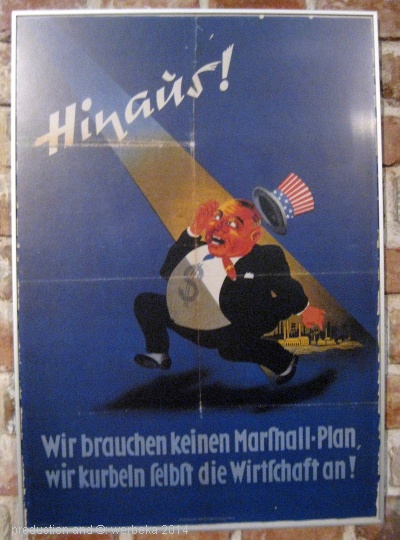 Hinaus!
$
Wir brauchen keinen Marſhall-Plan,
wir kurbeln ſelbſt die Wirtſchaft an!
production and ©: werbeka 2014